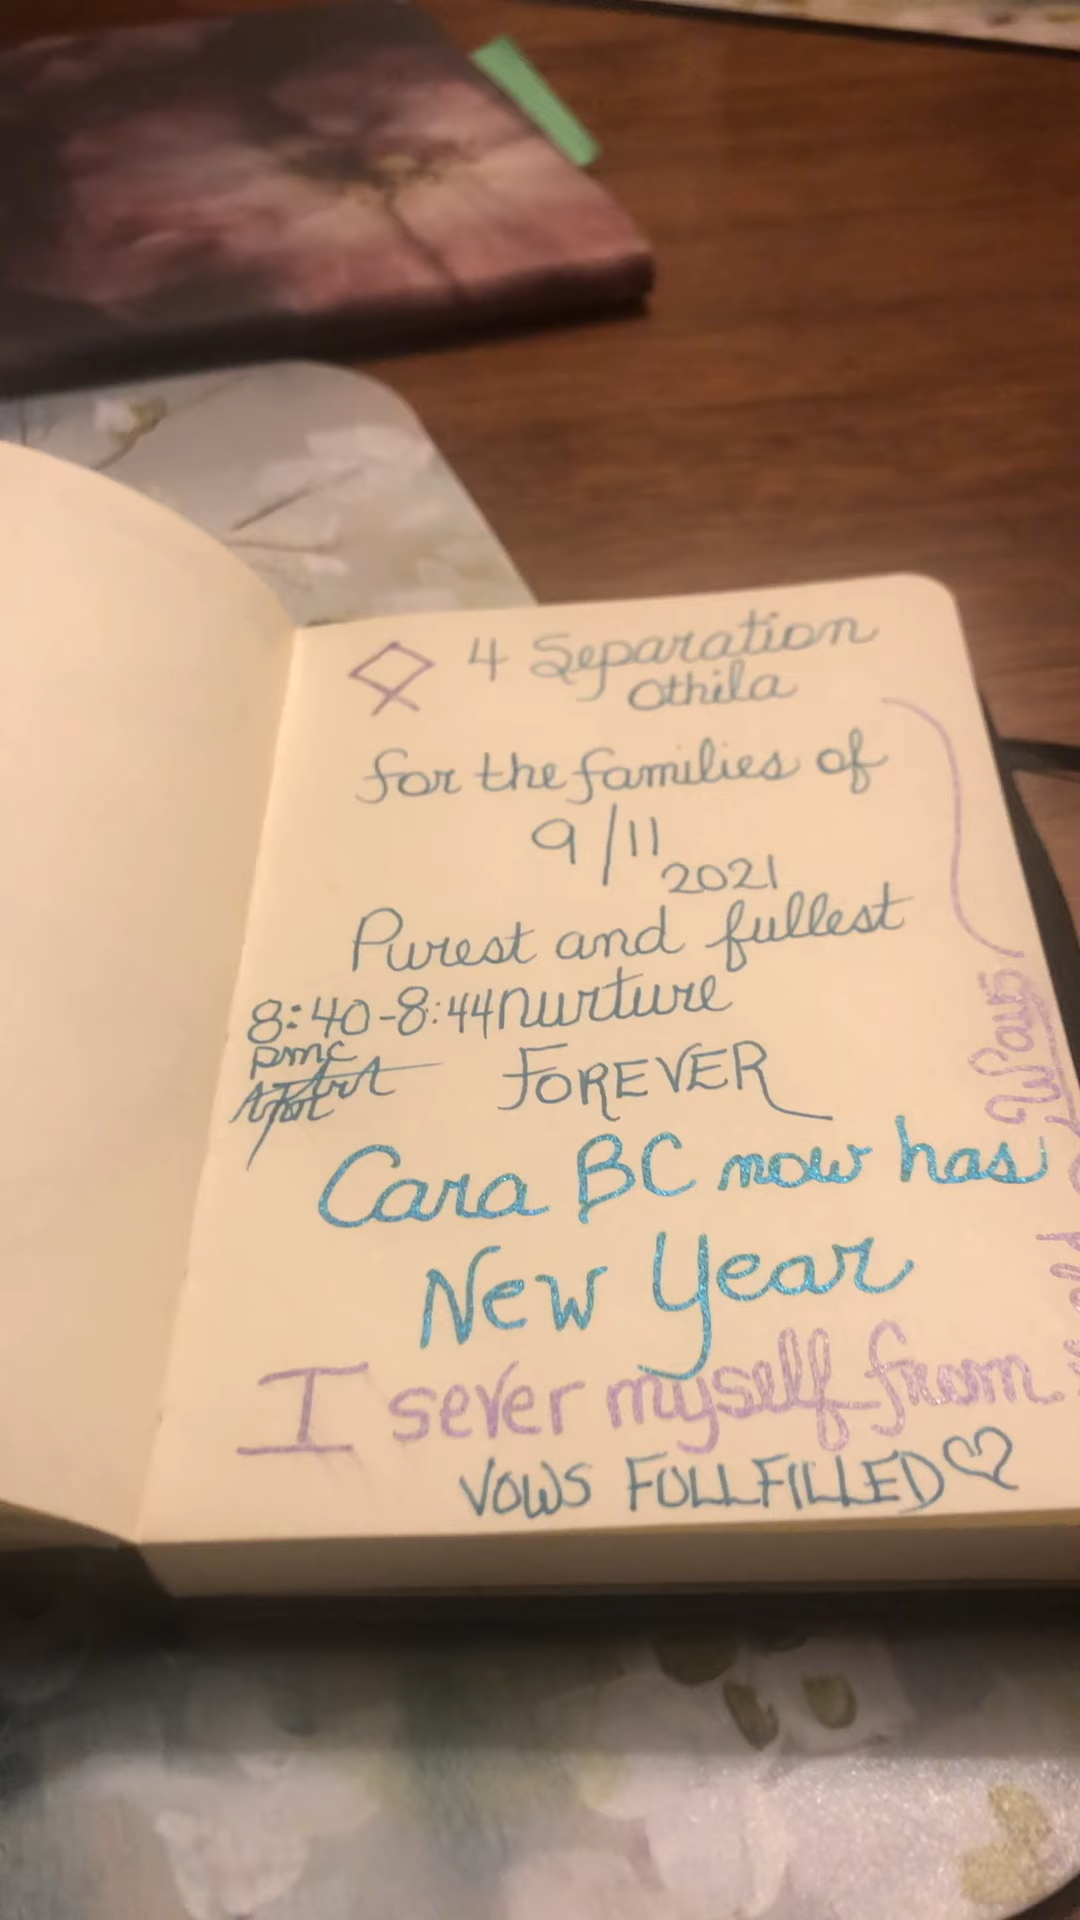 4 Separation
Othila
for the families of
9/11
2021
Purest and fullest
8:40-8:44 nurture
pmc
FOREVER
Cara BC now has
New Year
I sever myself from
VOWS FULLFILLED
Ways